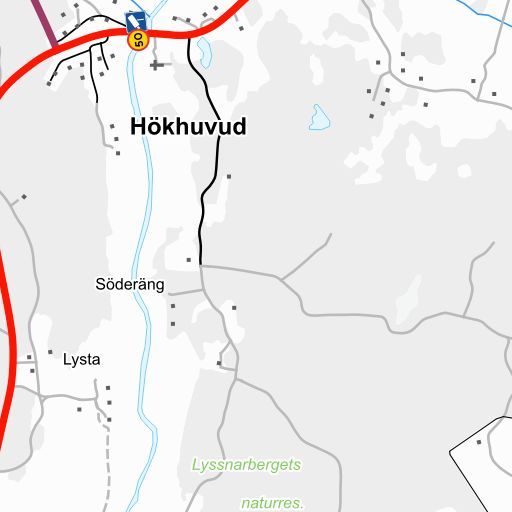 50
Hökhuvud
Söderäng
Lysta
Lyssnarbergets
naturres.